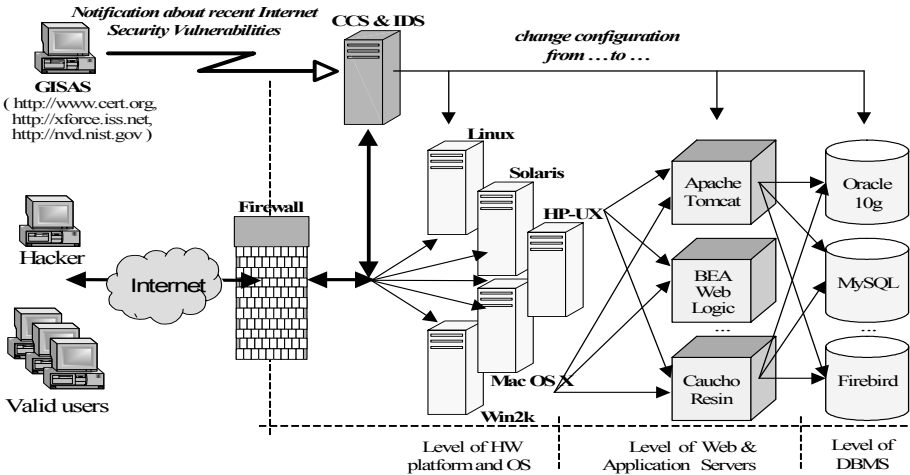 Notification about recent Internet
Security Vulnerabilities
CCS & IDS
change configuration
from ... to ...
GISAS
( http://www.cert.org,
http://xforce.iss.net,
http://nvd.nist.gov )
Linux
Solaris
HP-UX
Mac OS X
Win2k
Firewall
Hacker
Internet
Valid users
Apache
Tomcat
BEA
Web
Logic
...
Caucho
Resin
Oracle
10g
MySQL
...
Firebird
Level of HW
platform and OS
Level of Web &
Application Servers
Level of
DBMS